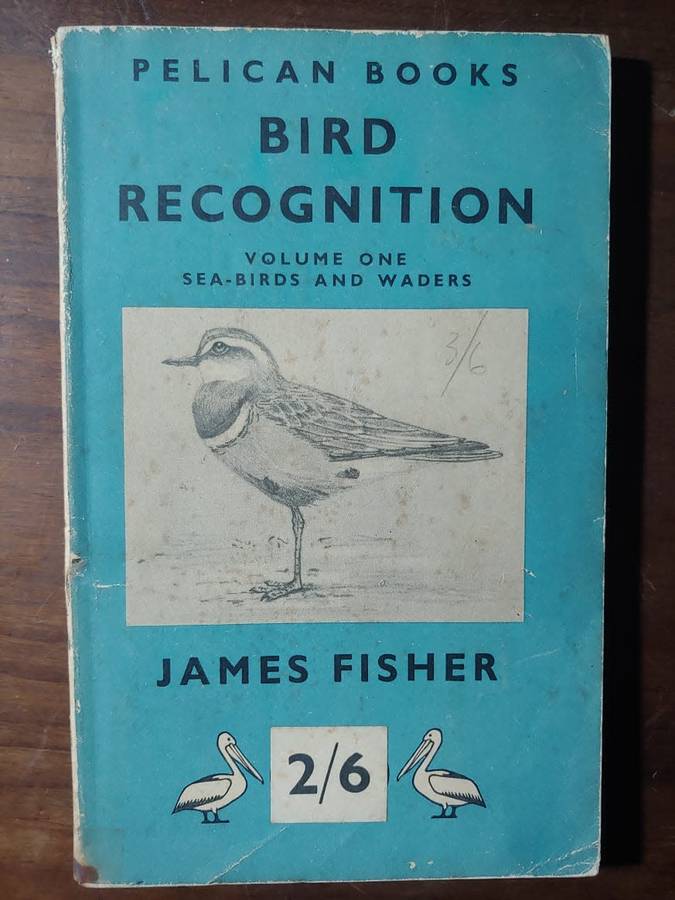 PELICAN BOOKS
BIRD
RECOGNITION
VOLUME ONE
SEA-BIRDS AND WADERS
3/6
JAMES FISHER
2/6